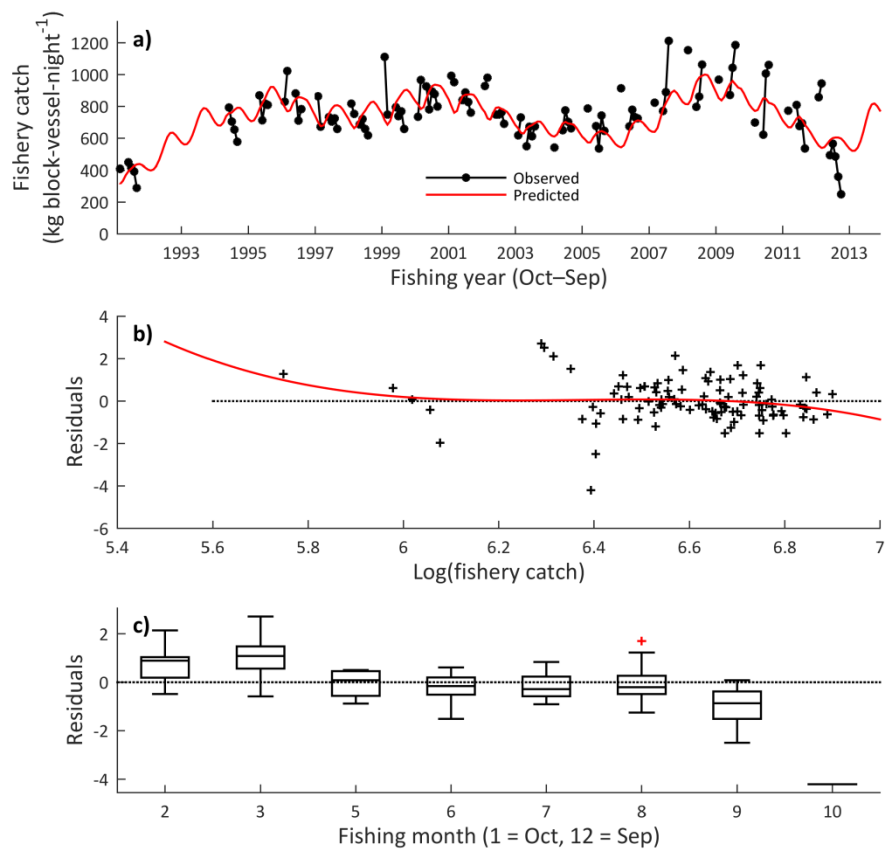 a)
Fishery catch
(kg block-vessel-night⁻¹)
1200
1000
800
600
400
200
0
Observed
Predicted
1993 1995 1997 1999 2001 2003 2005 2007 2009 2011 2013
Fishing year (Oct–Sep)
b)
Residuals
4
2
0
-2
-4
-6
5.4 5.6 5.8 6 6.2 6.4 6.6 6.8 7
Log(fishery catch)
c)
Residuals
2
0
-2
-4
2 3 5 6 7 8 9 10
Fishing month (1 = Oct, 12 = Sep)